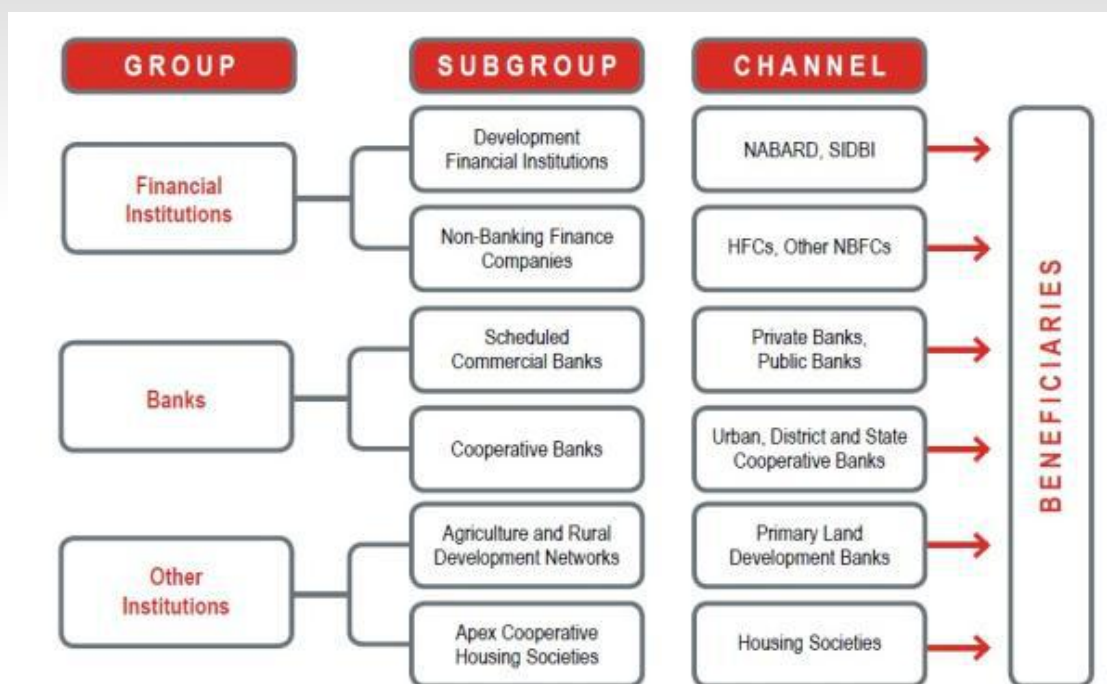 GROUP
SUBGROUP
CHANNEL
Financial
Institutions
Development
Financial Institutions
NABARD, SIDBI
Non-Banking Finance
Companies
HFCs, Other NBFCs
Banks
Scheduled
Commercial Banks
Private Banks,
Public Banks
Cooperative Banks
Urban, District and State
Cooperative Banks
Other
Institutions
Agriculture and Rural
Development Networks
Primary Land
Development Banks
Apex Cooperative
Housing Societies
Housing Societies
BENEFICIARIES